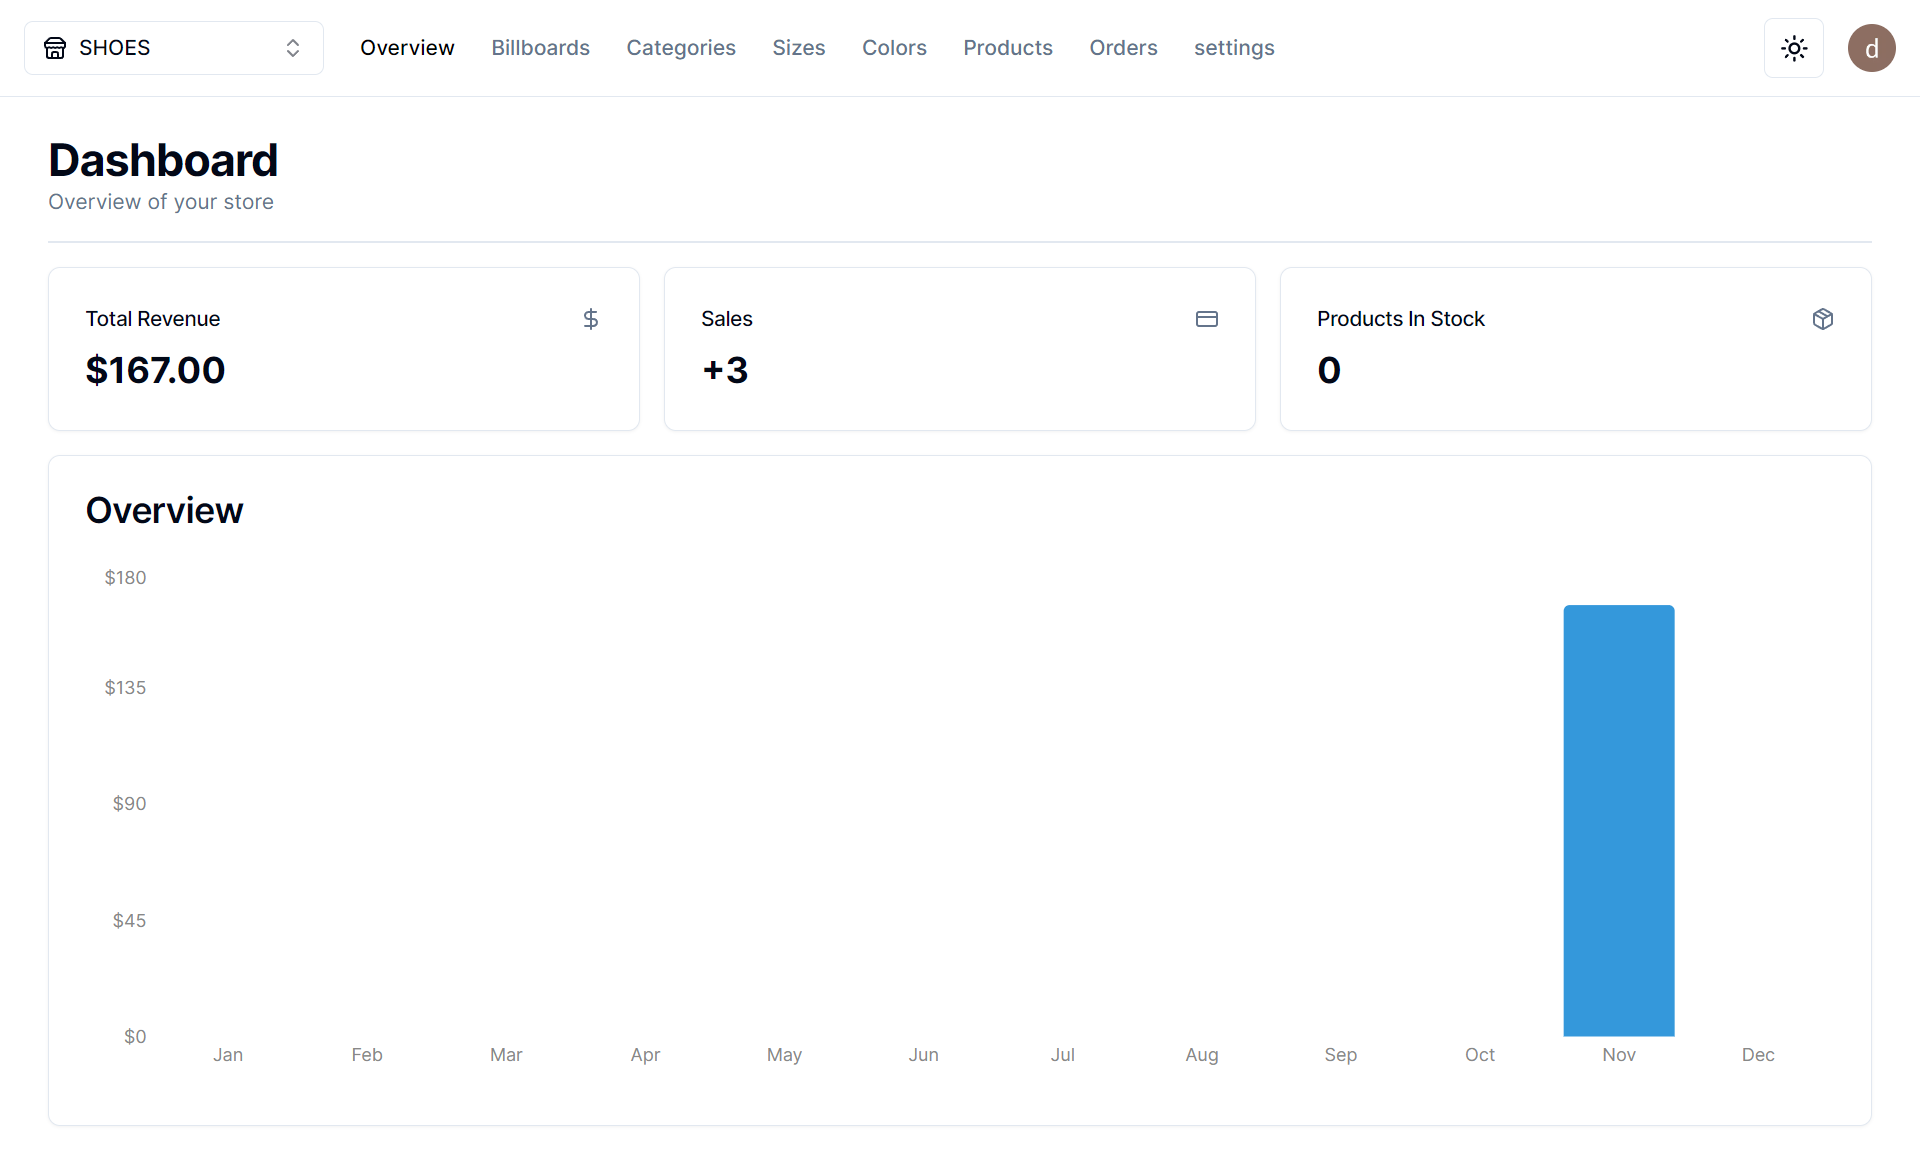 SHOES
Overview
Billboards
Categories
Sizes
Colors
Products
Orders
settings
d
Dashboard
Overview of your store
Total Revenue
$167.00
Sales
+3
Products In Stock
0
Overview
$180
$135
$90
$45
$0
Jan
Feb
Mar
Apr
May
Jun
Jul
Aug
Sep
Oct
Nov
Dec